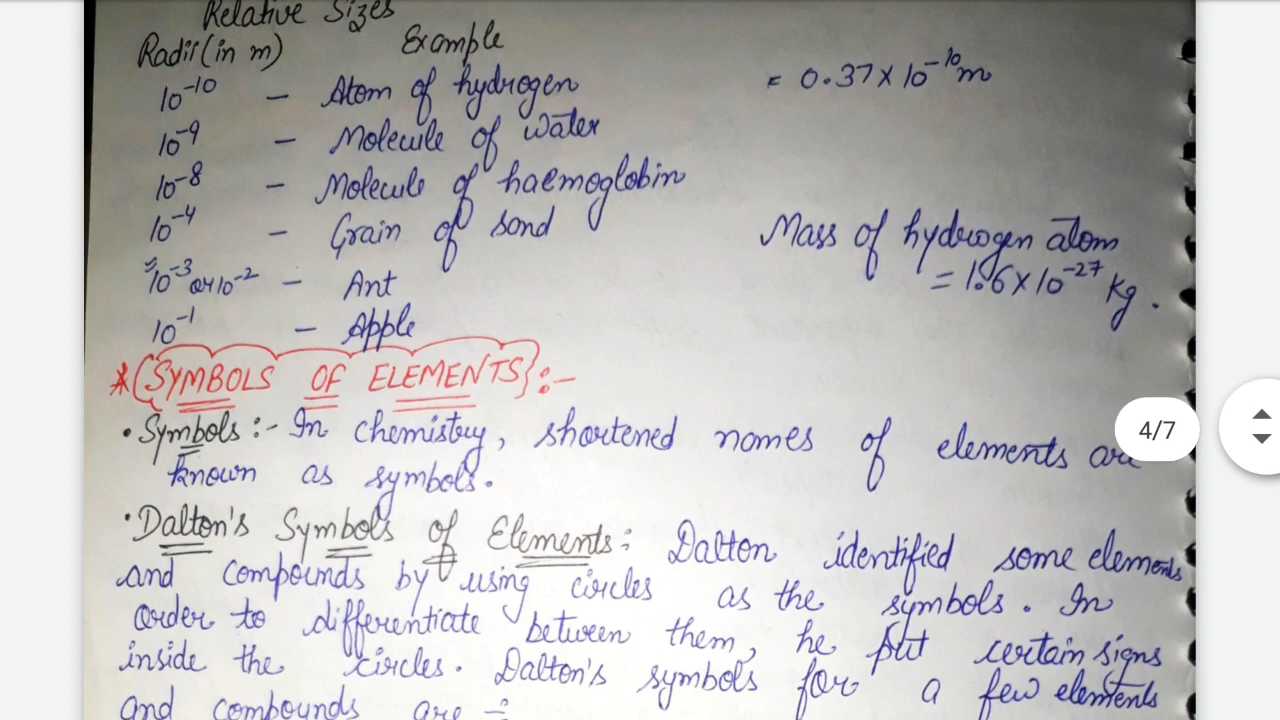 Relative Sizes
Radii (in m) Example
10⁻¹⁰ - Atom of hydrogen = 0.37 x 10⁻¹⁰ m
10⁻⁹ - Molecule of water
10⁻⁸ - Molecule of haemoglobin
10⁻⁴ - Grain of sand
Mass of hydrogen atom
10⁻³ or 10⁻² - Ant = 1.6 x 10⁻²⁷ kg.
10⁻¹ - Apple
*{SYMBOLS OF ELEMENTS}:-
• Symbols :- In chemistry, shortened names of elements are
4/7
known as symbols.
• Dalton's Symbols of Elements: Dalton identified some elements
and compounds by using circles as the symbols. In
order to differentiate between them, he put certain signs
inside the circles. Dalton's symbols for a few elements
and compounds are :-